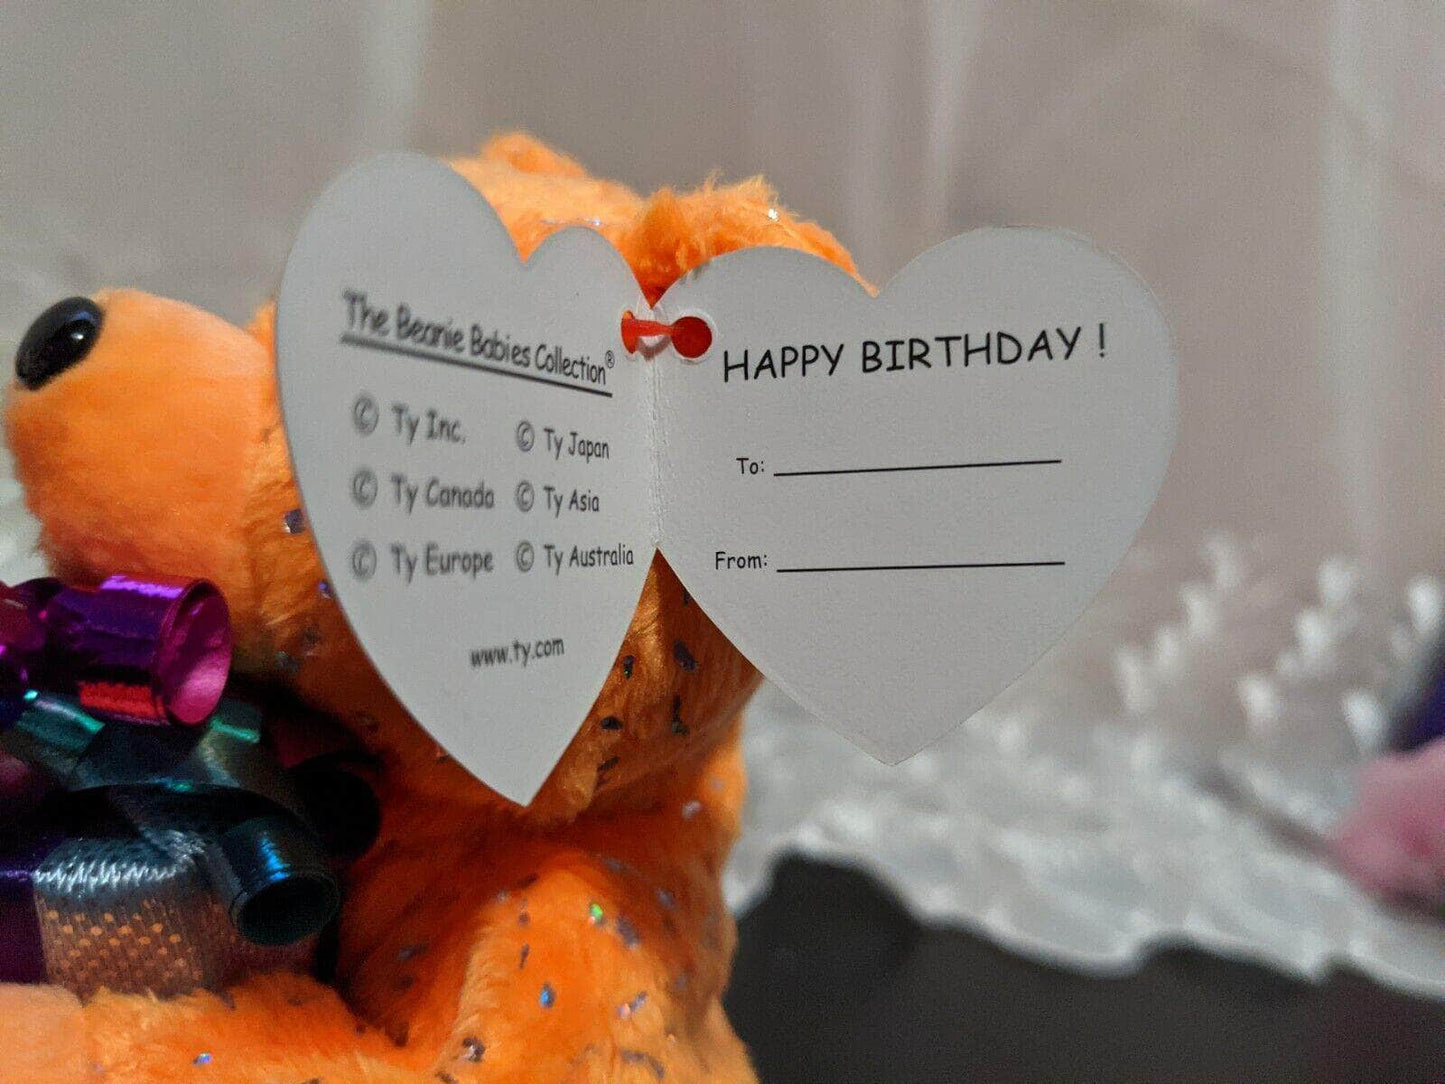 The Beanie Babies Collection®
© Ty Inc. © Ty Japan
© Ty Canada © Ty Asia
© Ty Europe © Ty Australia
www.ty.com
HAPPY BIRTHDAY !
To:
From: